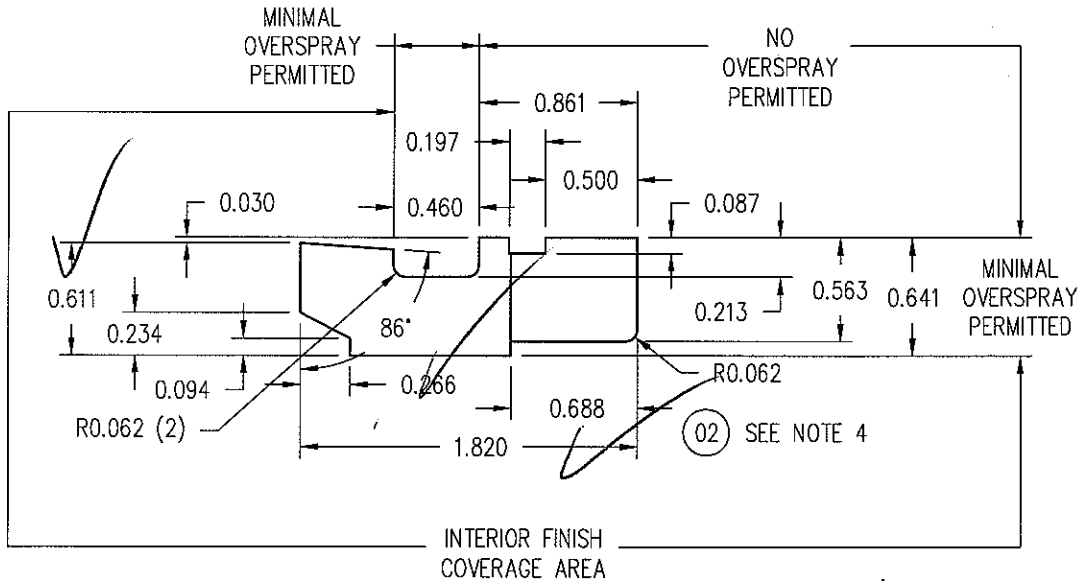 MINIMAL
OVERSPRAY
PERMITTED
NO
OVERSPRAY
PERMITTED
0.861
0.197
0.500
0.030
0.460
0.087
0.611
0.234
86°
0.213
0.563
0.641
MINIMAL
OVERSPRAY
PERMITTED
0.094
0.266
R0.062
R0.062 (2)
0.688
02 SEE NOTE 4
1.820
INTERIOR FINISH
COVERAGE AREA